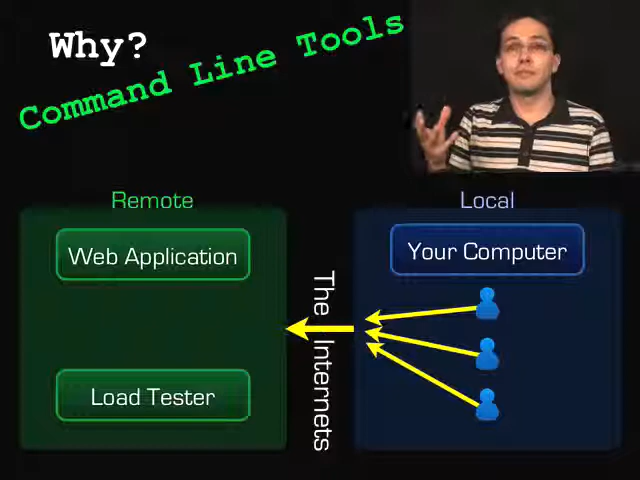 Why?
Command Line Tools
Remote
Local
Web Application
Your Computer
The Internets
Load Tester